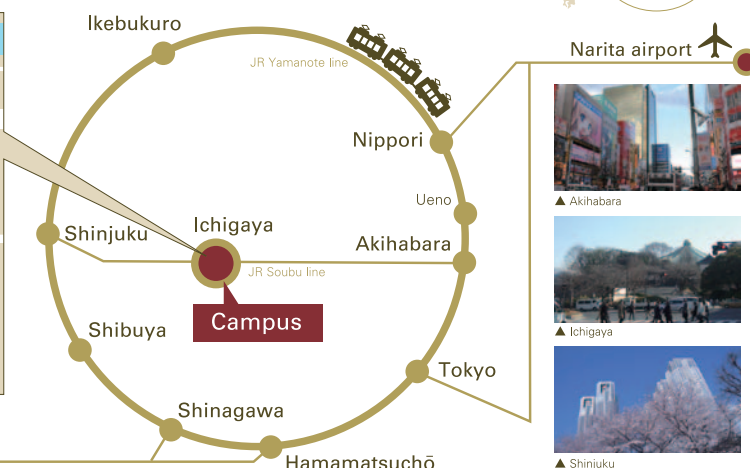 Ikebukuro
JR Yamanote line
Narita airport
Nippori
Ueno
▲ Akihabara
Shinjuku
Ichigaya
Akihabara
JR Soubu line
Campus
▲ Ichigaya
Shibuya
Tokyo
Shinagawa
Hamamatsuchō
▲ Shinjuku